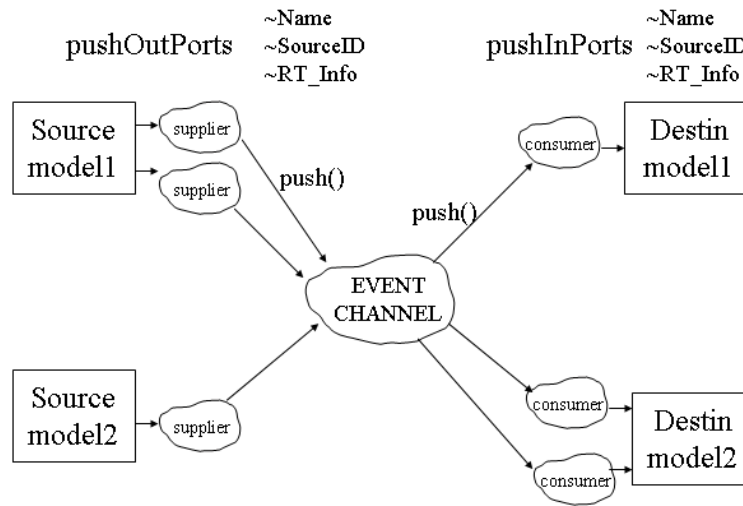 pushOutPorts
~Name
~SourceID
~RT_Info
pushInPorts
~Name
~SourceID
~RT_Info
Source
model1
supplier
supplier
push()
push()
consumer
Destin
model1
EVENT
CHANNEL
Source
model2
supplier
consumer
consumer
Destin
model2